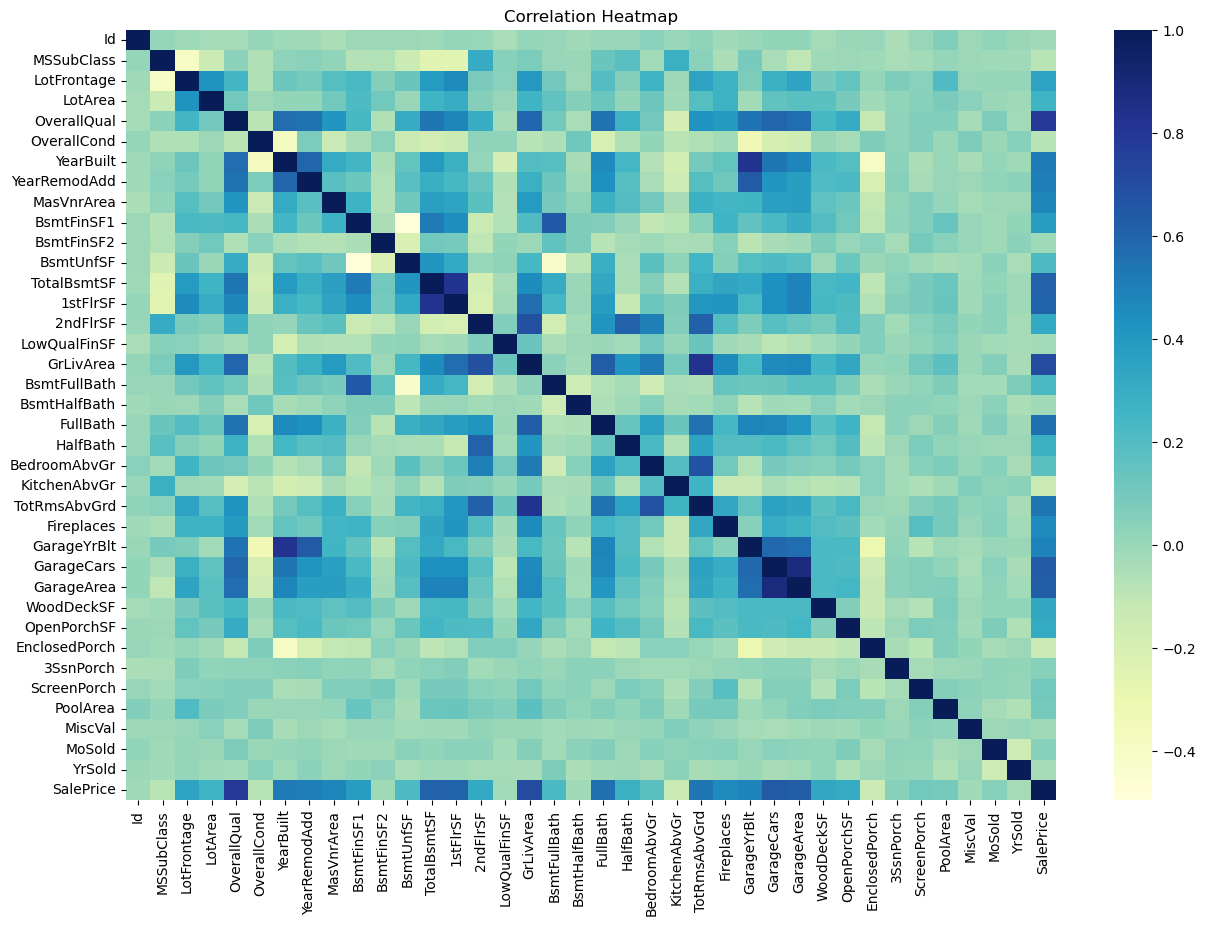 Correlation Heatmap
Id
MSSubClass
LotFrontage
LotArea
OverallQual
OverallCond
YearBuilt
YearRemodAdd
MasVnrArea
BsmtFinSF1
BsmtFinSF2
BsmtUnfSF
TotalBsmtSF
1stFlrSF
2ndFlrSF
LowQualFinSF
GrLivArea
BsmtFullBath
BsmtHalfBath
FullBath
HalfBath
BedroomAbvGr
KitchenAbvGr
TotRmsAbvGrd
Fireplaces
GarageYrBlt
GarageCars
GarageArea
WoodDeckSF
OpenPorchSF
EnclosedPorch
3SsnPorch
ScreenPorch
PoolArea
MiscVal
MoSold
YrSold
SalePrice
Id
MSSubClass
LotFrontage
LotArea
OverallQual
OverallCond
YearBuilt
YearRemodAdd
MasVnrArea
BsmtFinSF1
BsmtFinSF2
BsmtUnfSF
TotalBsmtSF
1stFlrSF
2ndFlrSF
LowQualFinSF
GrLivArea
BsmtFullBath
BsmtHalfBath
FullBath
HalfBath
BedroomAbvGr
KitchenAbvGr
TotRmsAbvGrd
Fireplaces
GarageYrBlt
GarageCars
GarageArea
WoodDeckSF
OpenPorchSF
EnclosedPorch
3SsnPorch
ScreenPorch
PoolArea
MiscVal
MoSold
YrSold
SalePrice
1.0
0.8
0.6
0.4
0.2
0.0
−0.2
−0.4